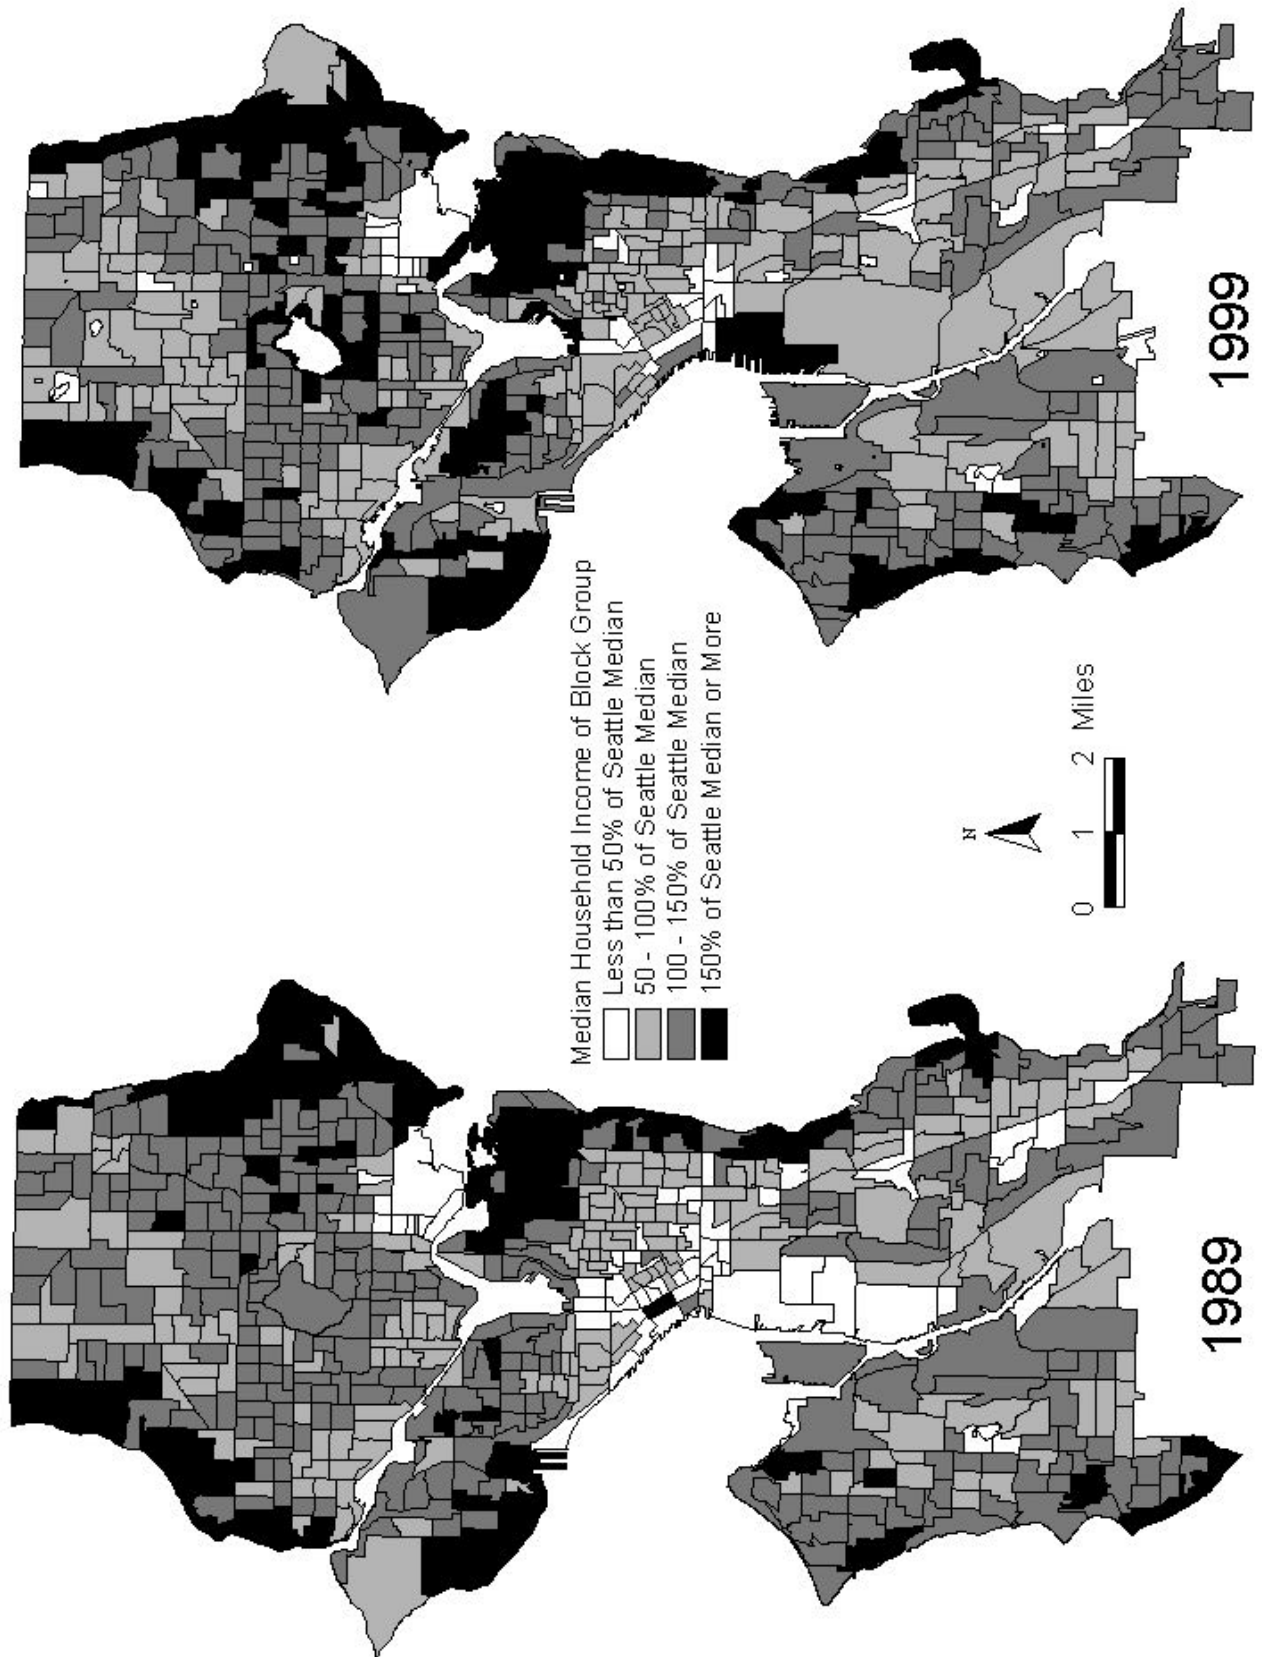 Median Household Income of Block Group
Less than 50% of Seattle Median
50 - 100% of Seattle Median
100 - 150% of Seattle Median
150% of Seattle Median or More
N
0 1 2 Miles
1989
1999